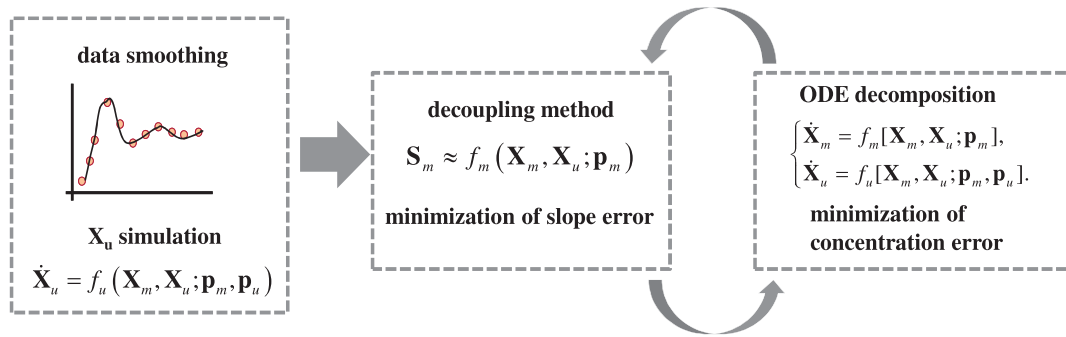 data smoothing
X_u simulation
Ẋ_u = f_u(X_m, X_u; p_m, p_u)
decoupling method
S_m ≈ f_m(X_m, X_u; p_m)
minimization of slope error
ODE decomposition
Ẋ_m = f_m[X_m, X_u; p_m],
Ẋ_u = f_u[X_m, X_u; p_m, p_u].
minimization of
concentration error